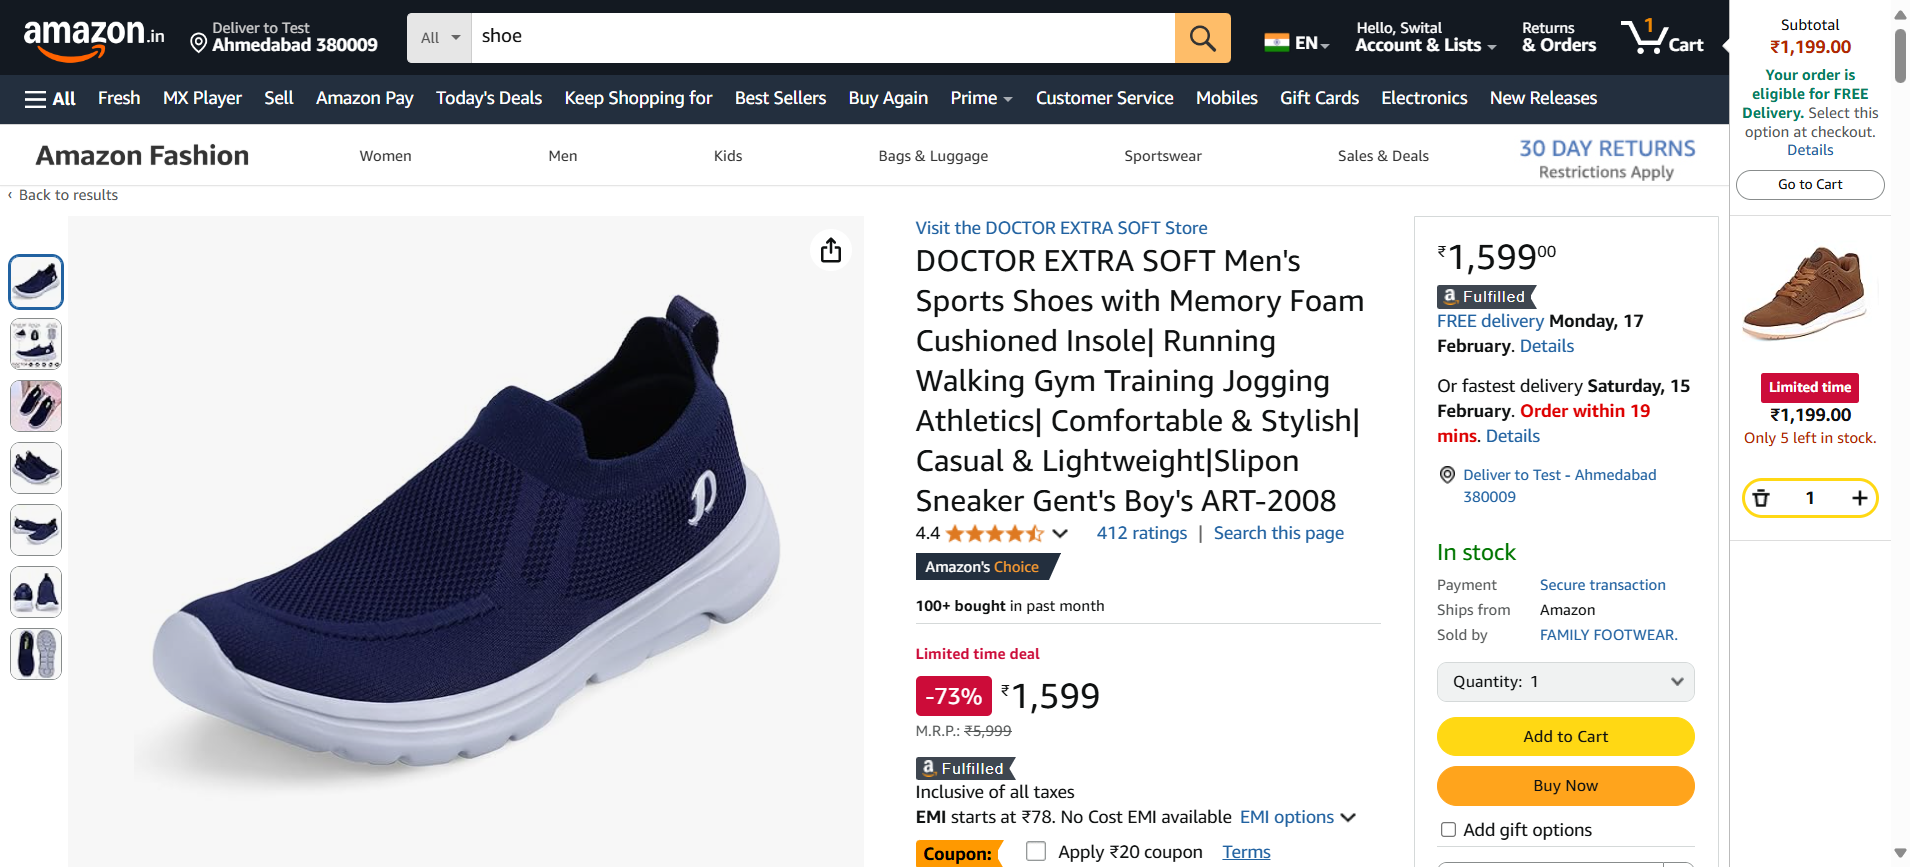 amazon.in
Deliver to Test
Ahmedabad 380009
All
shoe
EN
Hello, Swital
Account & Lists
Returns
& Orders
1
Cart
All
Fresh
MX Player
Sell
Amazon Pay
Today's Deals
Keep Shopping for
Best Sellers
Buy Again
Prime
Customer Service
Mobiles
Gift Cards
Electronics
New Releases
Amazon Fashion
Women
Men
Kids
Bags & Luggage
Sportswear
Sales & Deals
30 DAY RETURNS
Restrictions Apply
‹ Back to results
Visit the DOCTOR EXTRA SOFT Store
DOCTOR EXTRA SOFT Men's
Sports Shoes with Memory Foam
Cushioned Insole| Running
Walking Gym Training Jogging
Athletics| Comfortable & Stylish|
Casual & Lightweight|Slipon
Sneaker Gent's Boy's ART-2008
4.4
412 ratings | Search this page
Amazon's Choice
100+ bought in past month
Limited time deal
-73% ₹1,599
M.R.P.: ₹5,999
a Fulfilled
Inclusive of all taxes
EMI starts at ₹78. No Cost EMI available EMI options
Coupon: Apply ₹20 coupon Terms
₹1,59900
a Fulfilled
FREE delivery Monday, 17
February. Details
Or fastest delivery Saturday, 15
February. Order within 19
mins. Details
Deliver to Test - Ahmedabad
380009
In stock
Payment Secure transaction
Ships from Amazon
Sold by FAMILY FOOTWEAR.
Quantity: 1
Add to Cart
Buy Now
Add gift options
Subtotal
₹1,199.00
Your order is
eligible for FREE
Delivery. Select this
option at checkout.
Details
Go to Cart
Limited time
₹1,199.00
Only 5 left in stock.
1